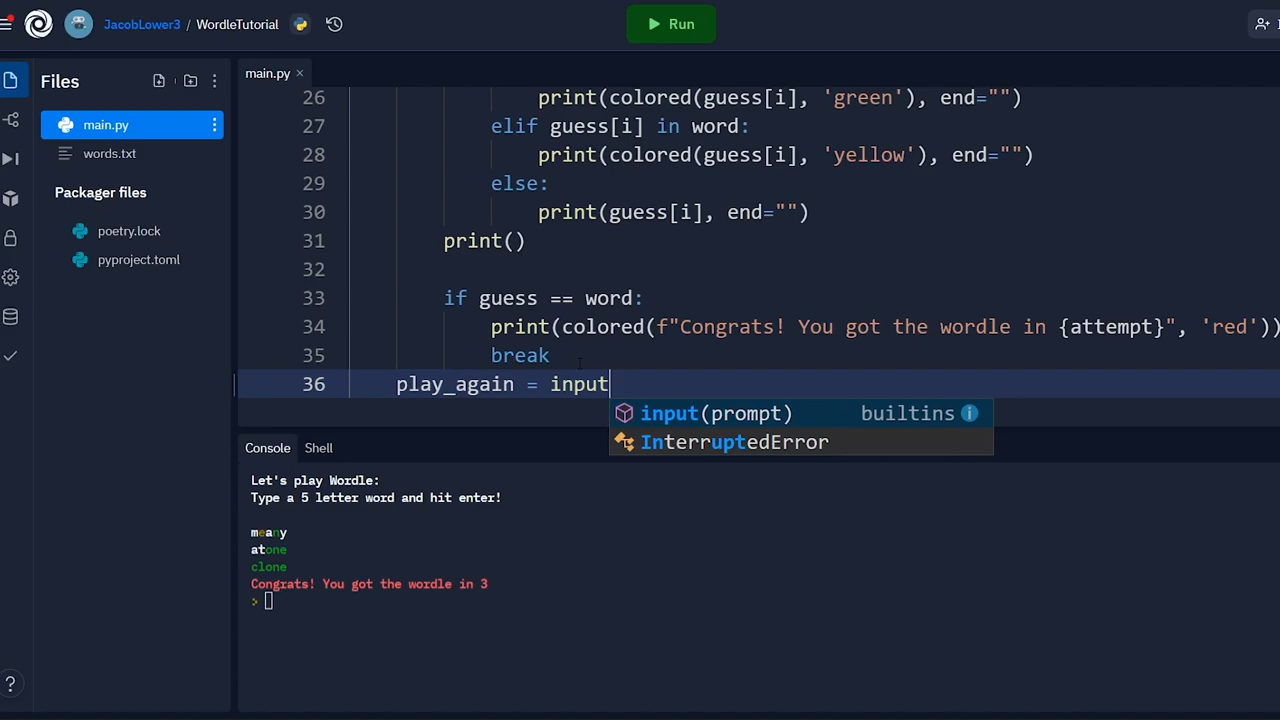 JacobLower3 / WordleTutorial
Run
Files
main.py
words.txt
Packager files
poetry.lock
pyproject.toml
main.py ×
26 print(colored(guess[i], 'green'), end="")
27 elif guess[i] in word:
28 print(colored(guess[i], 'yellow'), end="")
29 else:
30 print(guess[i], end="")
31 print()
32
33 if guess == word:
34 print(colored(f"Congrats! You got the wordle in {attempt}", 'red'))
35 break
36 play_again = input
input(prompt) builtins
InterruptedError
Console Shell
Let's play Wordle:
Type a 5 letter word and hit enter!
meany
atone
clone
Congrats! You got the wordle in 3
>
?